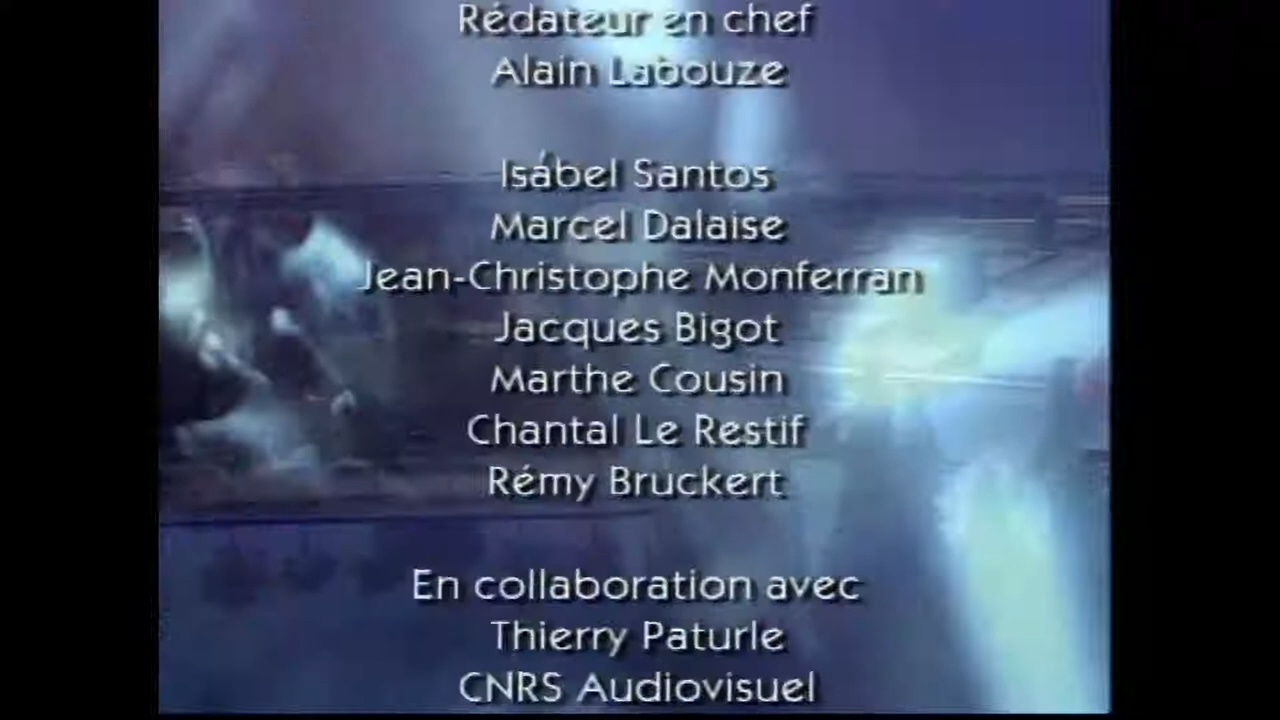 Rédateur en chef
Alain Labouze
Isábel Santos
Marcel Dalaise
Jean-Christophe Monferran
Jacques Bigot
Marthe Cousin
Chantal Le Restif
Rémy Bruckert
En collaboration avec
Thierry Paturle
CNRS Audiovisuel